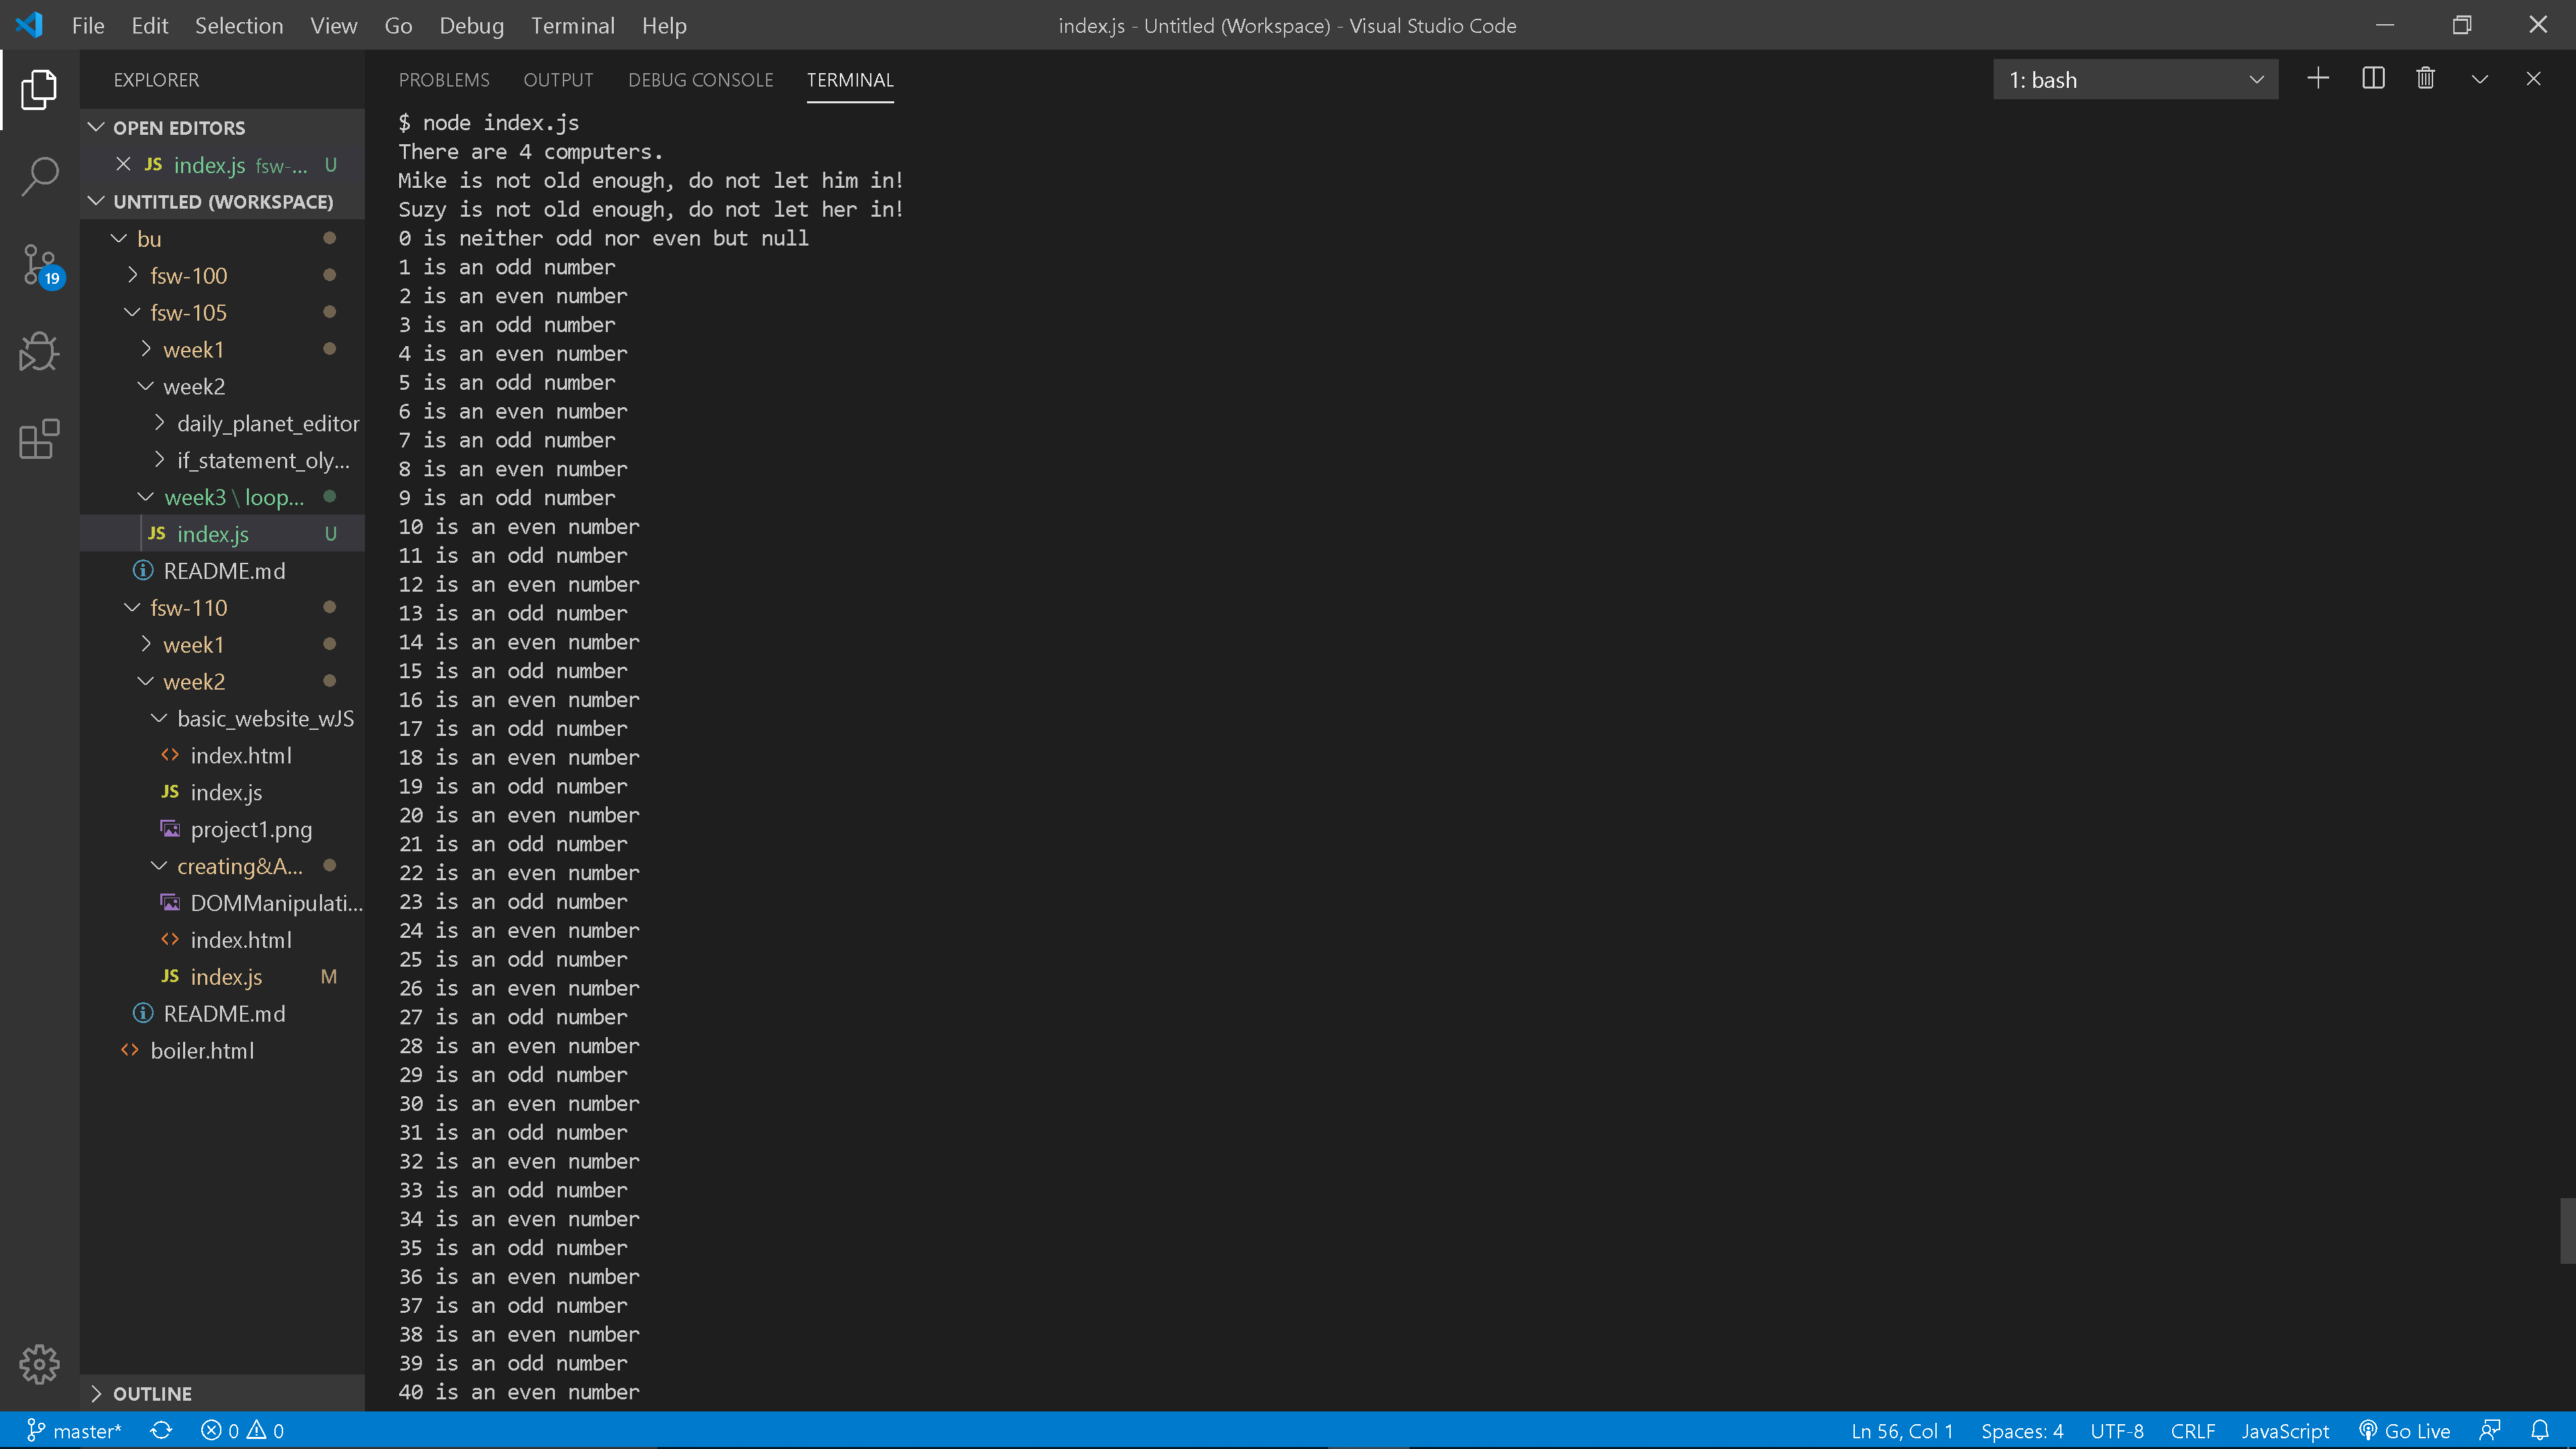 File Edit Selection View Go Debug Terminal Help
index.js - Untitled (Workspace) - Visual Studio Code
EXPLORER
OPEN EDITORS
JS index.js fsw-... U
UNTITLED (WORKSPACE)
bu
fsw-100
fsw-105
week1
week2
daily_planet_editor
if_statement_oly...
week3 \ loop...
JS index.js U
README.md
fsw-110
week1
week2
basic_website_wJS
index.html
JS index.js
project1.png
creating&A...
DOMManipulati...
index.html
JS index.js M
README.md
boiler.html
OUTLINE
19
PROBLEMS OUTPUT DEBUG CONSOLE TERMINAL
1: bash
$ node index.js
There are 4 computers.
Mike is not old enough, do not let him in!
Suzy is not old enough, do not let her in!
0 is neither odd nor even but null
1 is an odd number
2 is an even number
3 is an odd number
4 is an even number
5 is an odd number
6 is an even number
7 is an odd number
8 is an even number
9 is an odd number
10 is an even number
11 is an odd number
12 is an even number
13 is an odd number
14 is an even number
15 is an odd number
16 is an even number
17 is an odd number
18 is an even number
19 is an odd number
20 is an even number
21 is an odd number
22 is an even number
23 is an odd number
24 is an even number
25 is an odd number
26 is an even number
27 is an odd number
28 is an even number
29 is an odd number
30 is an even number
31 is an odd number
32 is an even number
33 is an odd number
34 is an even number
35 is an odd number
36 is an even number
37 is an odd number
38 is an even number
39 is an odd number
40 is an even number
master* 0 0
Ln 56, Col 1 Spaces: 4 UTF-8 CRLF JavaScript Go Live